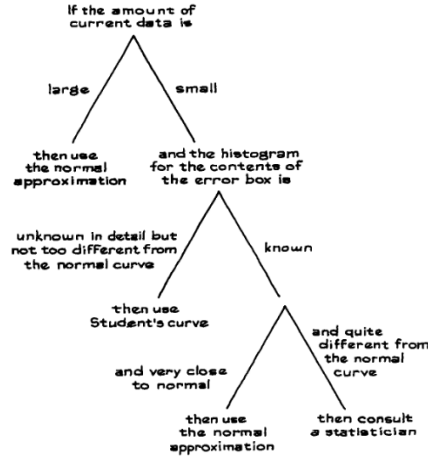 If the amount of
current data is
large
small
then use
the normal
approximation
and the histogram
for the contents of
the error box is
unknown in detail but
not too different from
the normal curve
known
then use
Student's curve
and very close
to normal
and quite
different from
the normal
curve
then use
the normal
approximation
then consult
a statistician